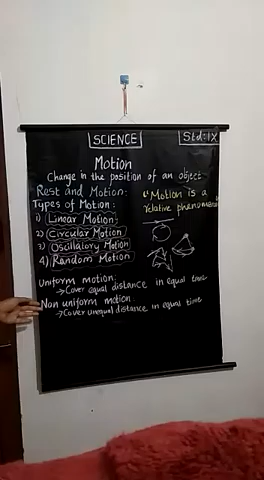 SCIENCE
Std: IX
Motion
Change in the position of an object
Rest and Motion:
Types of Motion:
"Motion is a
relative phenomenon
1) Linear Motion
2) Circular Motion
3) Oscillatory Motion
4) Random Motion
Uniform motion:
→ Cover equal distance in equal time
Non uniform motion:
→ Cover unequal distance in equal time